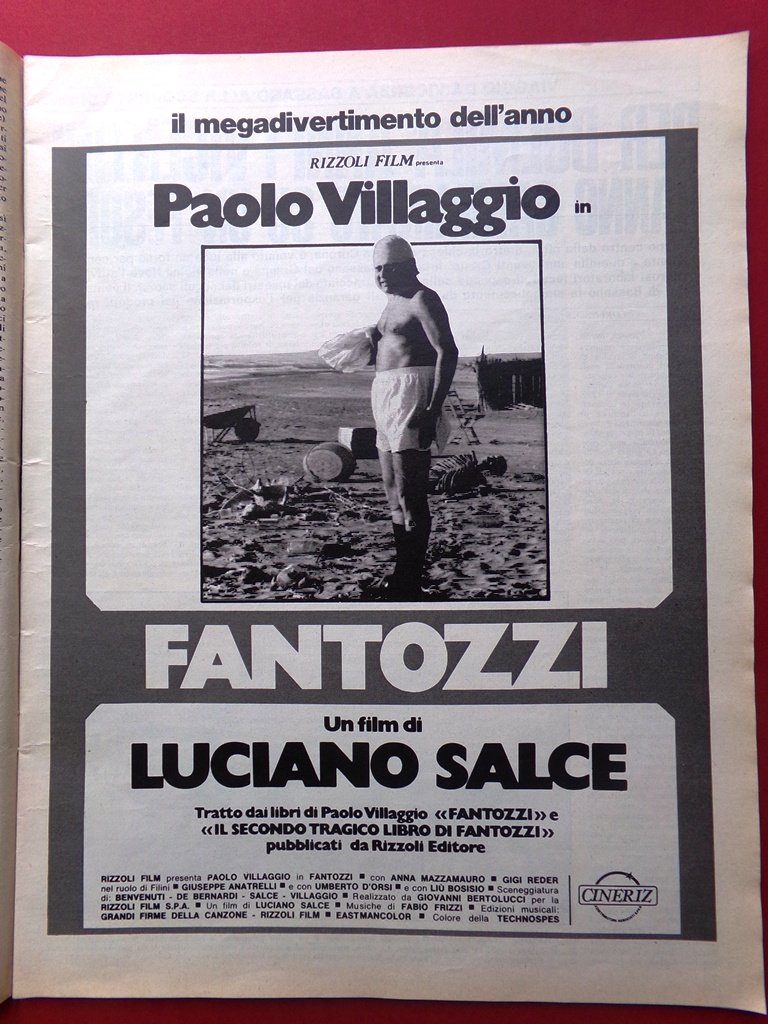 il megadivertimento dell'anno
RIZZOLI FILM presenta
Paolo Villaggio in
FANTOZZI
Un film di
LUCIANO SALCE
Tratto dai libri di Paolo Villaggio «FANTOZZI» e
«IL SECONDO TRAGICO LIBRO DI FANTOZZI»
pubblicati da Rizzoli Editore
RIZZOLI FILM presenta PAOLO VILLAGGIO in FANTOZZI ■ con ANNA MAZZAMAURO ■ GIGI REDER
nel ruolo di Filini ■ GIUSEPPE ANATRELLI ■ e con UMBERTO D'ORSI ■ e con LIÙ BOSISIO ■ Sceneggiatura
di: BENVENUTI - DE BERNARDI - SALCE - VILLAGGIO ■ Realizzato da GIOVANNI BERTOLUCCI per la
RIZZOLI FILM S.P.A. ■ Un film di LUCIANO SALCE ■ Musiche di FABIO FRIZZI ■ Edizioni musicali:
GRANDI FIRME DELLA CANZONE - RIZZOLI FILM ■ EASTMANCOLOR ■ Colore della TECHNOSPES
CINERIZ